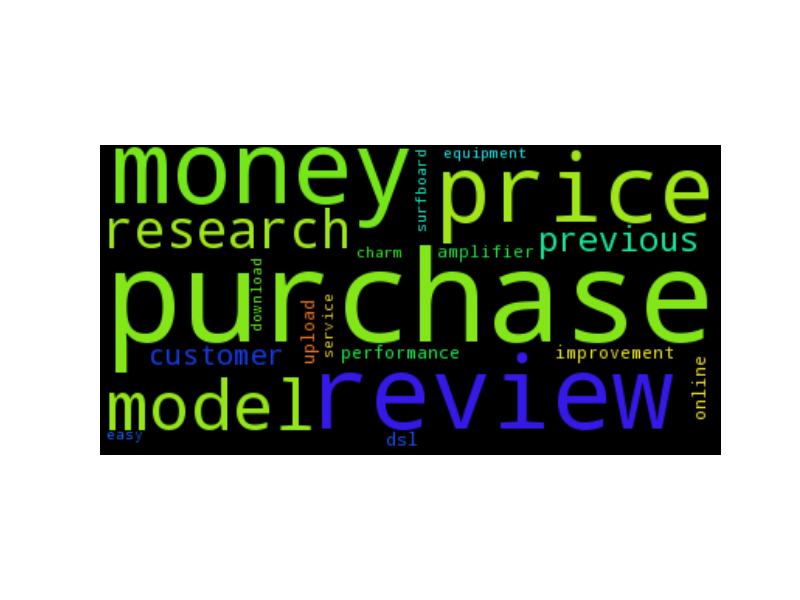 money
surfboard
equipment
price
research
previous
charm
amplifier
purchase
download
upload
service
customer
performance
improvement
online
model
review
easy
dsl